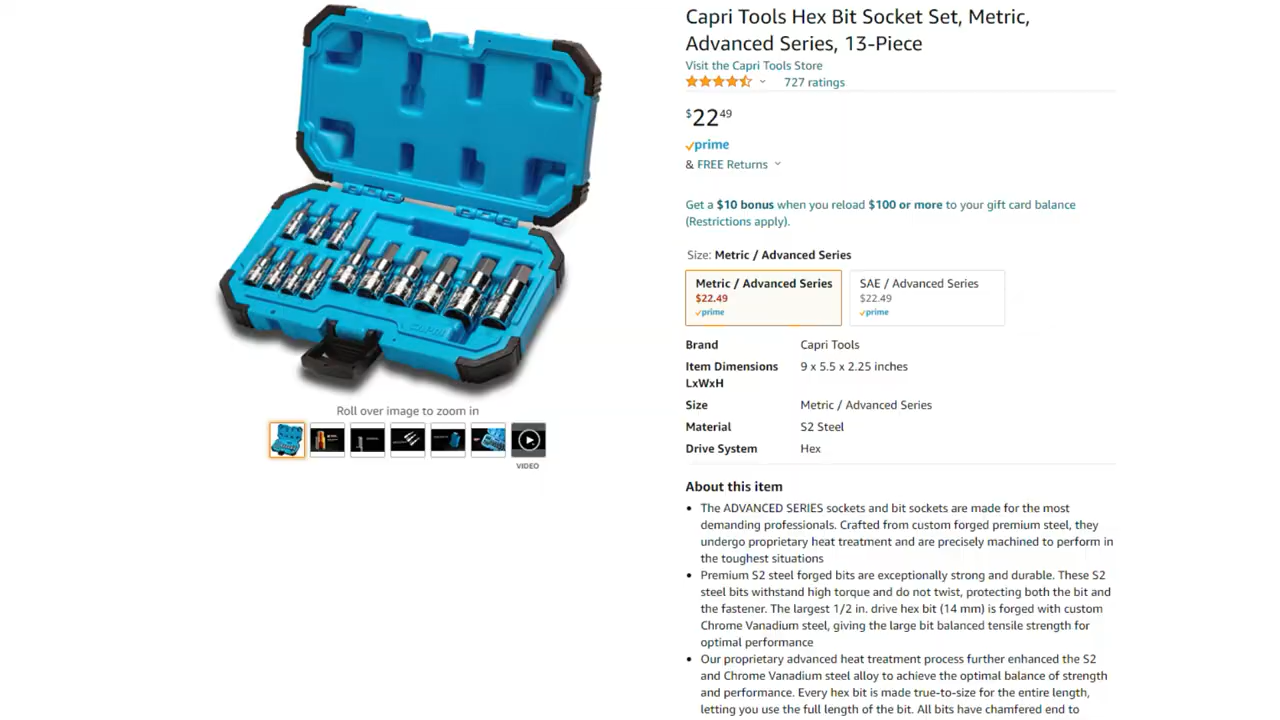 Capri Tools Hex Bit Socket Set, Metric,
Advanced Series, 13-Piece
Visit the Capri Tools Store
727 ratings
$22 49
prime
& FREE Returns
Get a $10 bonus when you reload $100 or more to your gift card balance
(Restrictions apply).
Size: Metric / Advanced Series
Metric / Advanced Series
$22.49
prime
SAE / Advanced Series
$22.49
prime
Brand Capri Tools
Item Dimensions 9 x 5.5 x 2.25 inches
LxWxH
Size Metric / Advanced Series
Material S2 Steel
Drive System Hex
About this item
• The ADVANCED SERIES sockets and bit sockets are made for the most
demanding professionals. Crafted from custom forged premium steel, they
undergo proprietary heat treatment and are precisely machined to perform in
the toughest situations
• Premium S2 steel forged bits are exceptionally strong and durable. These S2
steel bits withstand high torque and do not twist, protecting both the bit and
the fastener. The largest 1/2 in. drive hex bit (14 mm) is forged with custom
Chrome Vanadium steel, giving the large bit balanced tensile strength for
optimal performance
• Our proprietary advanced heat treatment process further enhanced the S2
and Chrome Vanadium steel alloy to achieve the optimal balance of strength
and performance. Every hex bit is made true-to-size for the entire length,
letting you use the full length of the bit. All bits have chamfered end to
CAPRI
Roll over image to zoom in
VIDEO